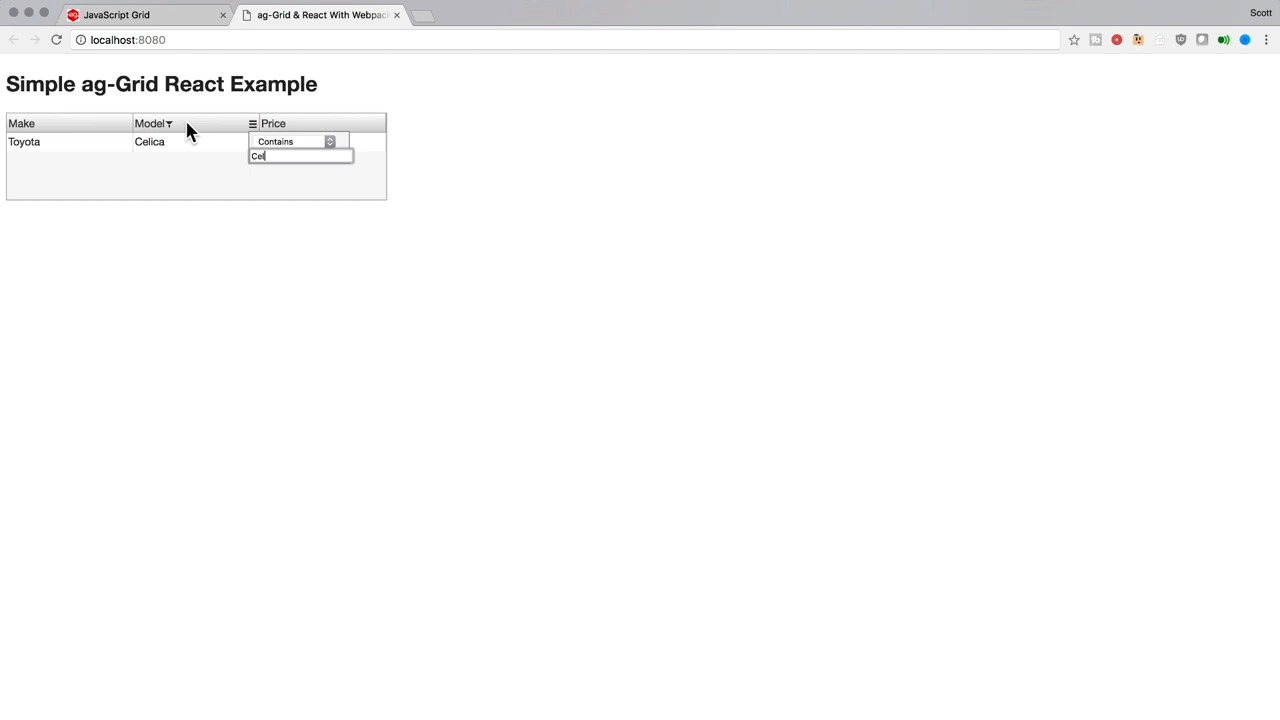 JavaScript Grid
ag-Grid & React With Webpac
Scott
localhost:8080
Simple ag-Grid React Example
Make Model Price
Toyota Celica Contains
Cel